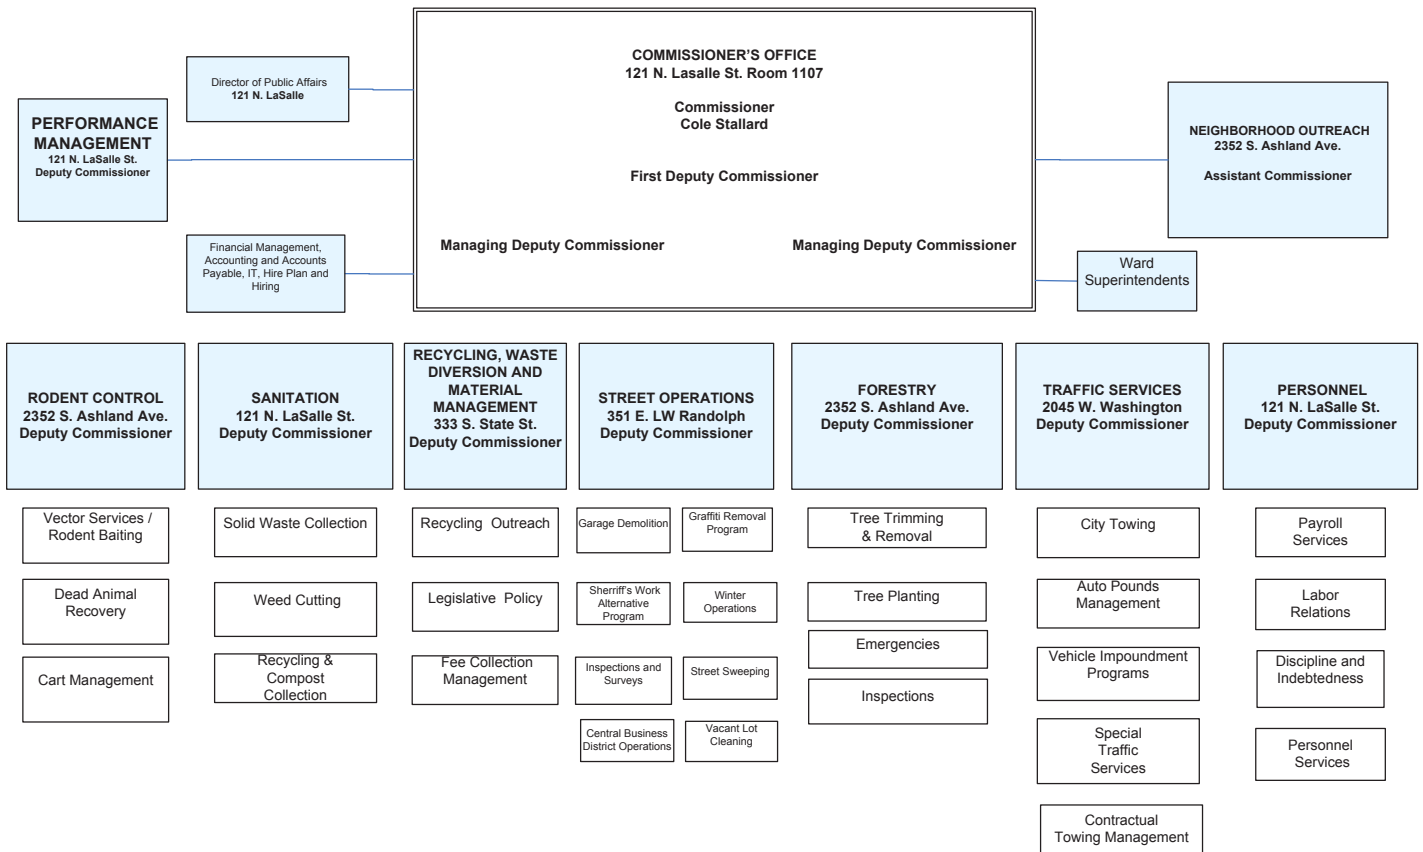 COMMISSIONER’S OFFICE
121 N. Lasalle St. Room 1107
Commissioner
Cole Stallard
First Deputy Commissioner
Managing Deputy Commissioner
Managing Deputy Commissioner
Director of Public Affairs
121 N. LaSalle
PERFORMANCE
MANAGEMENT
121 N. LaSalle St.
Deputy Commissioner
Financial Management,
Accounting and Accounts
Payable, IT, Hire Plan and
Hiring
NEIGHBORHOOD OUTREACH
2352 S. Ashland Ave.
Assistant Commissioner
Ward
Superintendents
RODENT CONTROL
2352 S. Ashland Ave.
Deputy Commissioner
Vector Services /
Rodent Baiting
Dead Animal
Recovery
Cart Management
SANITATION
121 N. LaSalle St.
Deputy Commissioner
Solid Waste Collection
Weed Cutting
Recycling &
Compost
Collection
RECYCLING, WASTE
DIVERSION AND
MATERIAL
MANAGEMENT
333 S. State St.
Deputy Commissioner
Recycling Outreach
Legislative Policy
Fee Collection
Management
STREET OPERATIONS
351 E. LW Randolph
Deputy Commissioner
Garage Demolition
Graffiti Removal
Program
Sherriff’s Work
Alternative
Program
Winter
Operations
Inspections and
Surveys
Street Sweeping
Central Business
District Operations
Vacant Lot
Cleaning
FORESTRY
2352 S. Ashland Ave.
Deputy Commissioner
Tree Trimming
& Removal
Tree Planting
Emergencies
Inspections
TRAFFIC SERVICES
2045 W. Washington
Deputy Commissioner
City Towing
Auto Pounds
Management
Vehicle Impoundment
Programs
Special
Traffic
Services
Contractual
Towing Management
PERSONNEL
121 N. LaSalle St.
Deputy Commissioner
Payroll
Services
Labor
Relations
Discipline and
Indebtedness
Personnel
Services